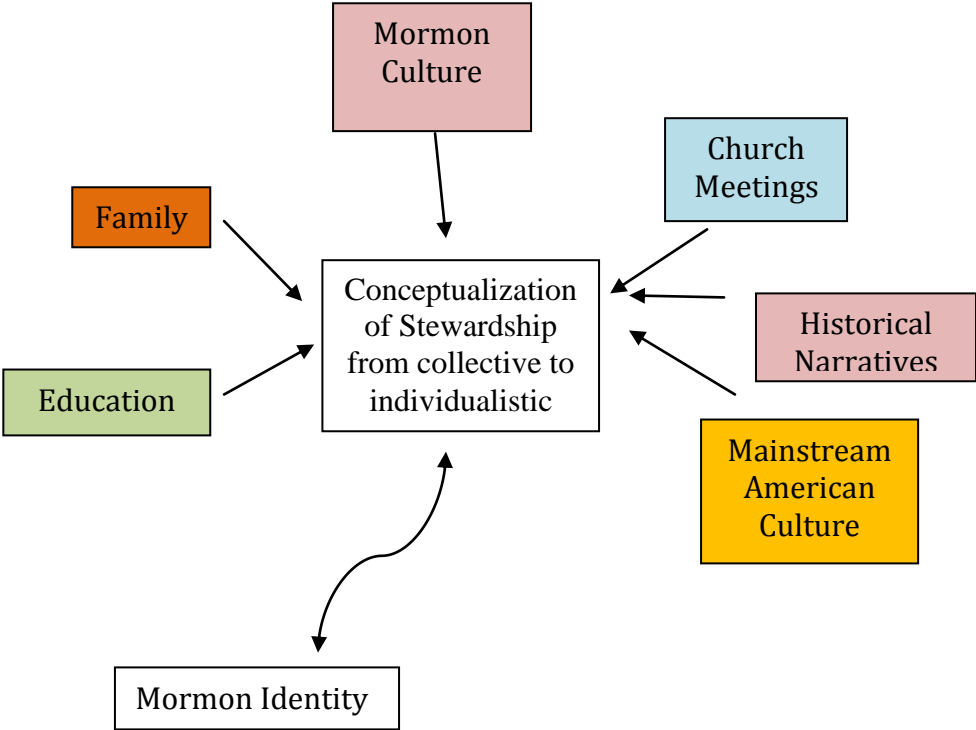 Mormon
Culture
Church
Meetings
Family
Conceptualization
of Stewardship
from collective to
individualistic
Historical
Narratives
Education
Mainstream
American
Culture
Mormon Identity